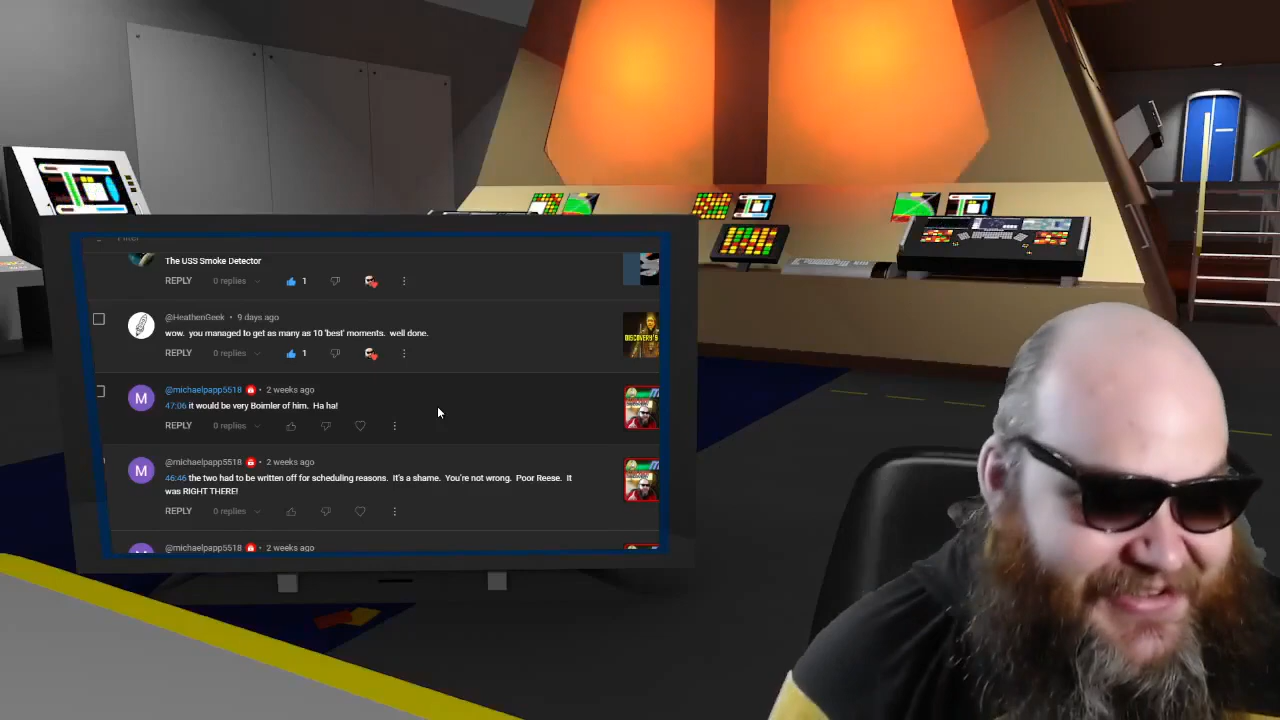 Filter
The USS Smoke Detector
REPLY 0 replies 1
@HeathenGeek • 9 days ago
wow. you managed to get as many as 10 'best' moments. well done.
DISCOVERY'S
REPLY 0 replies 1
M @michaelpapp5518 • 2 weeks ago
47:06 it would be very Boimler of him. Ha ha!
REPLY 0 replies
M @michaelpapp5518 • 2 weeks ago
46:46 the two had to be written off for scheduling reasons. It's a shame. You're not wrong. Poor Reese. It
was RIGHT THERE!
REPLY 0 replies
@michaelpapp5518 • 2 weeks ago